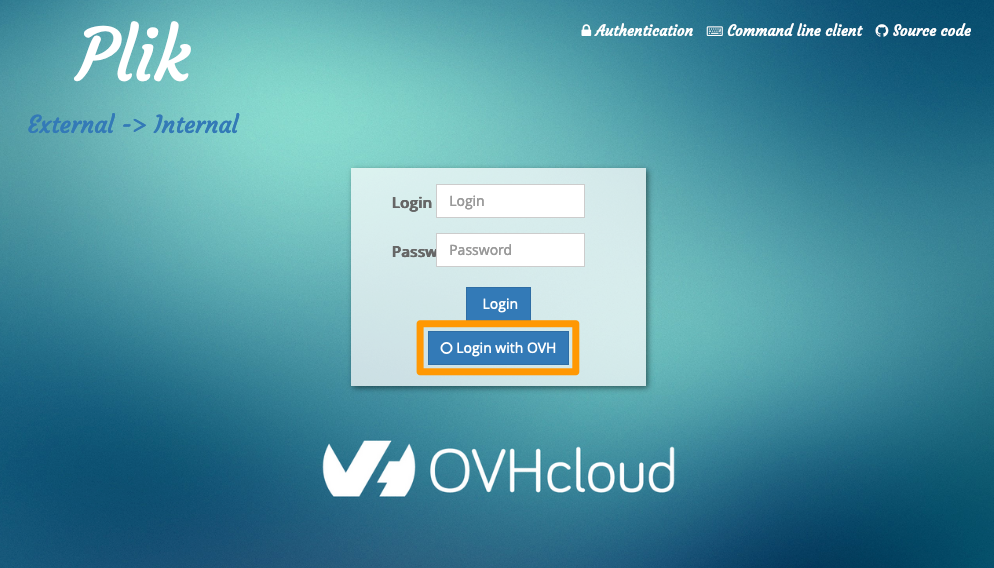 Plik
Authentication Command line client Source code
External -> Internal
Login Login
Passw Password
Login
Login with OVH
OVHcloud